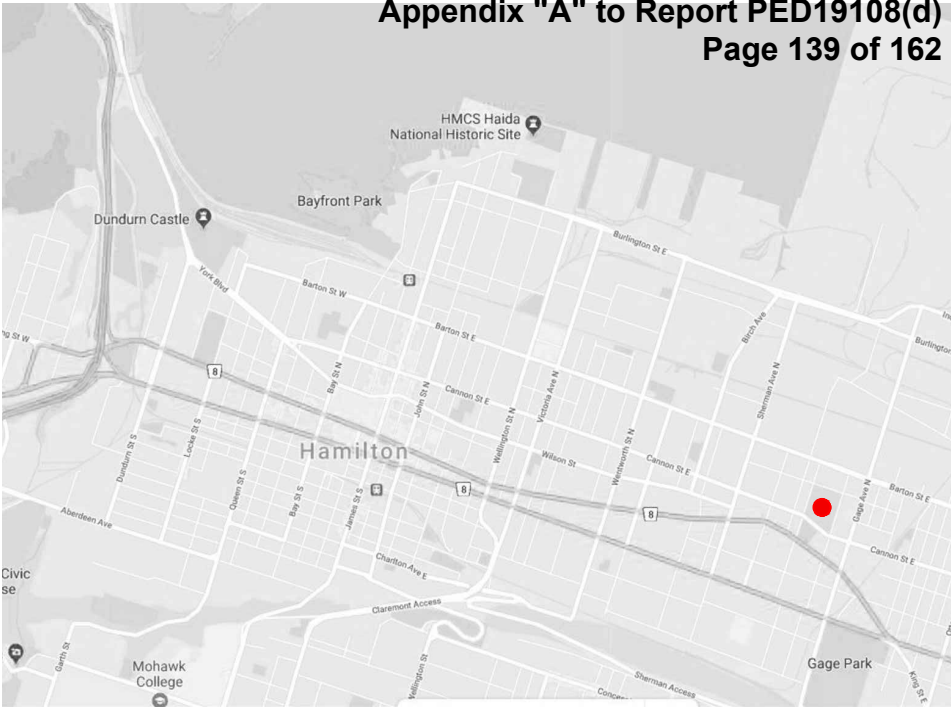 Appendix "A" to Report PED19108(d)
Page 139 of 162
HMCS Haida
National Historic Site
Bayfront Park
Dundurn Castle
Burlington St E
York Blvd
Barton St W
Birch Ave
ng St W
Barton St E
Burlington
8
Bay St N
John St N
Cannon St E
Victoria Ave N
Sherman Ave N
Locke St S
Wellington St N
Dundurn St S
Hamilton
Wilson St
Wentworth St N
Cannon St E
Queen St S
Bay St S
James St S
8
8
Gage Ave N
Barton St E
Aberdeen Ave
Cannon St E
Charlton Ave E
Civic
se
Claremont Access
Garth St
Mohawk
College
Wellington St
Gage Park
Sherman Access
King St E
Conce